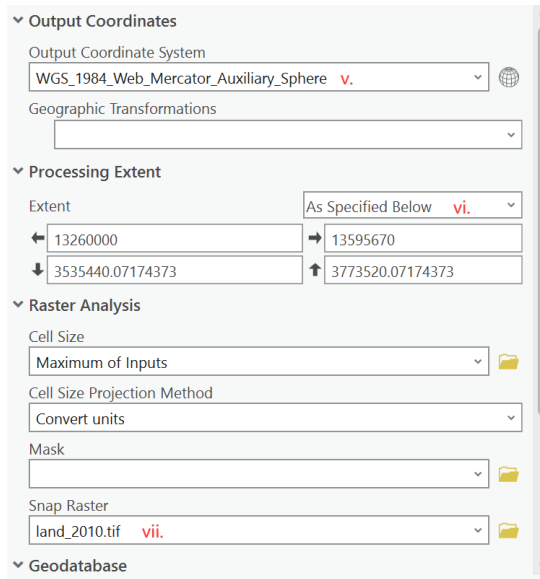 Output Coordinates
Output Coordinate System
WGS_1984_Web_Mercator_Auxiliary_Sphere v.
Geographic Transformations
Processing Extent
Extent As Specified Below vi.
13260000 13595670
3535440.07174373 3773520.07174373
Raster Analysis
Cell Size
Maximum of Inputs
Cell Size Projection Method
Convert units
Mask
Snap Raster
land_2010.tif vii.
Geodatabase